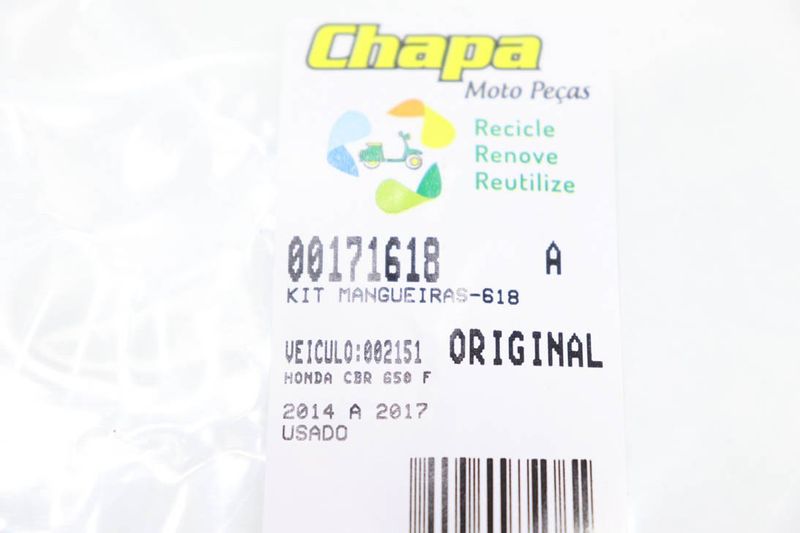 Chapa
Moto Peças
Recicle
Renove
Reutilize
00171618 A
KIT MANGUEIRAS-618
VEICULO:002151 ORIGINAL
HONDA CBR 650 F
2014 A 2017
USADO